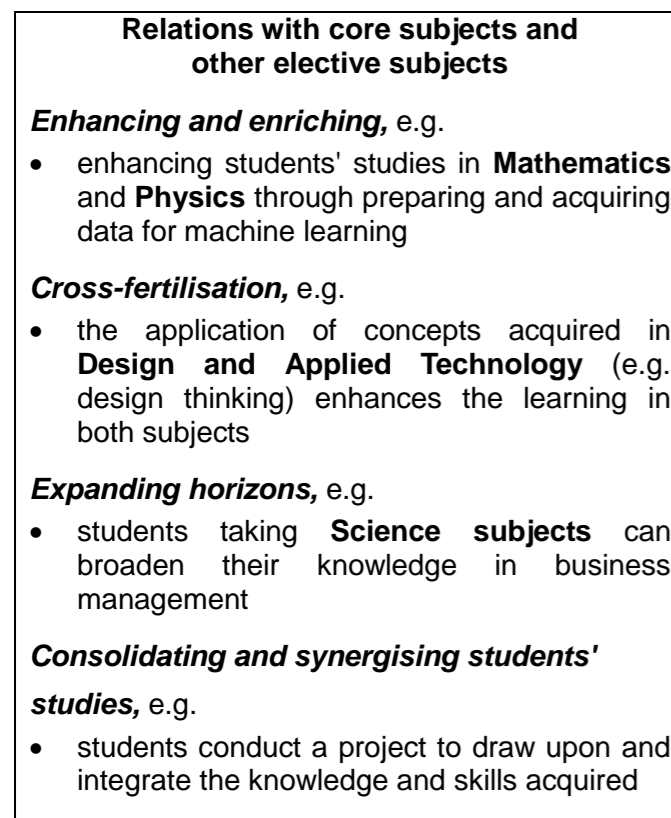 Relations with core subjects and
other elective subjects
Enhancing and enriching, e.g.
• enhancing students' studies in Mathematics
and Physics through preparing and acquiring
data for machine learning
Cross-fertilisation, e.g.
• the application of concepts acquired in
Design and Applied Technology (e.g.
design thinking) enhances the learning in
both subjects
Expanding horizons, e.g.
• students taking Science subjects can
broaden their knowledge in business
management
Consolidating and synergising students'
studies, e.g.
• students conduct a project to draw upon and
integrate the knowledge and skills acquired